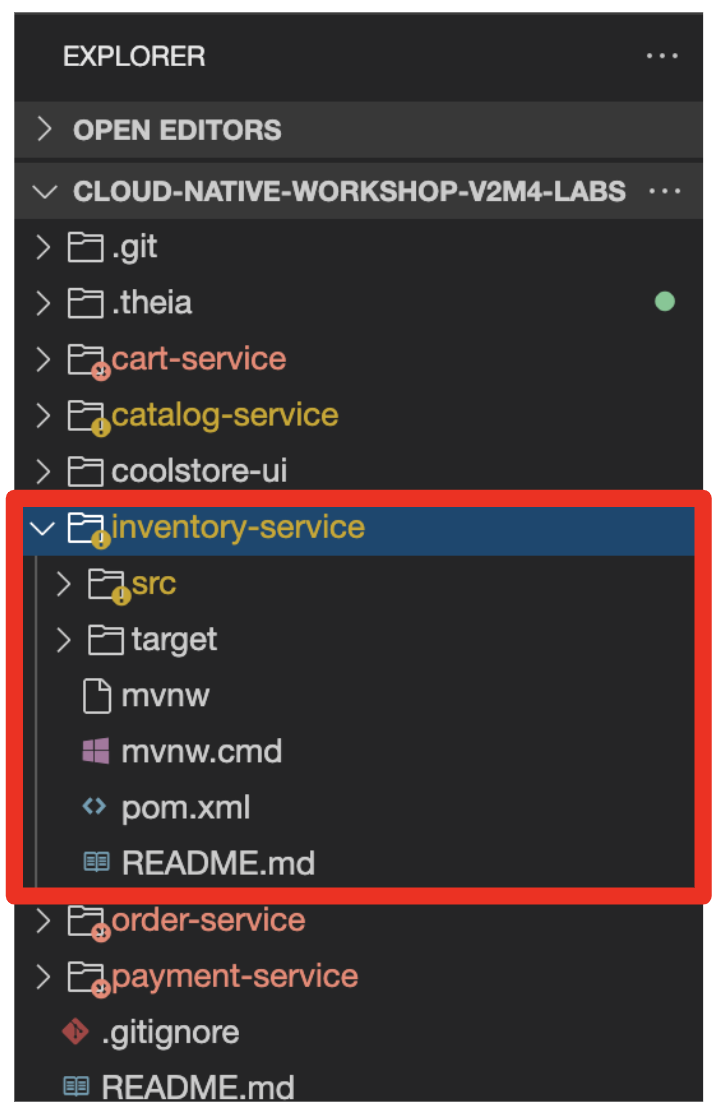 EXPLORER
OPEN EDITORS
CLOUD-NATIVE-WORKSHOP-V2M4-LABS
.git
.theia
cart-service
catalog-service
coolstore-ui
inventory-service
src
target
mvnw
mvnw.cmd
pom.xml
README.md
order-service
payment-service
.gitignore
README.md